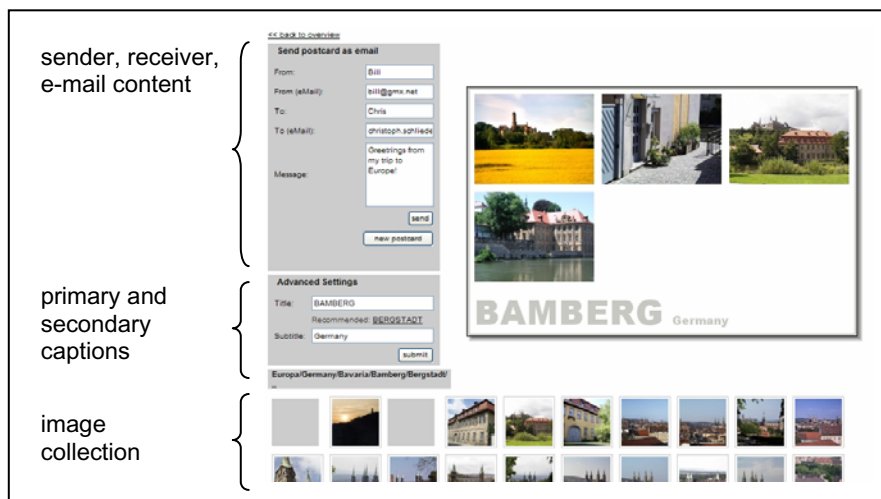 sender, receiver,
e-mail content
<< back to overview
Send postcard as email
From: Bill
From (eMail): bill@gmx.net
To: Chris
To (eMail): christoph.schliede
Message: Greetings from
my trip to
Europe!
send
new postcard
BAMBERG Germany
primary and
secondary
captions
Advanced Settings
Title: BAMBERG
Recommended: BERGSTADT
Subtitle: Germany
submit
Europa/Germany/Bavaria/Bamberg/Bergstadt/
..
image
collection